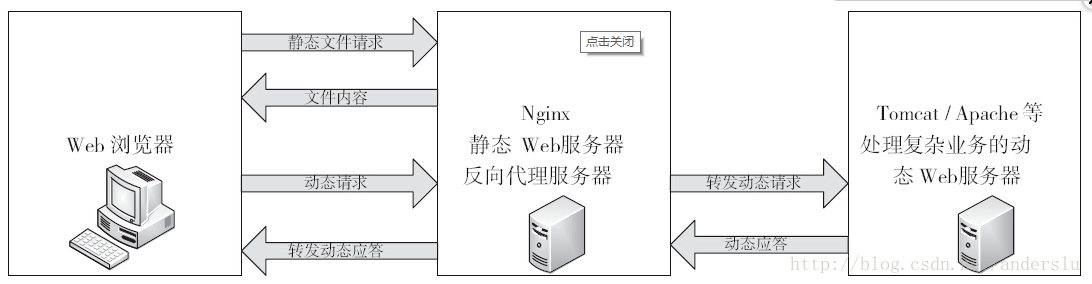 静态文件请求
点击关闭
文件内容
Web 浏览器
Nginx
静态 Web服务器
反向代理服务器
Tomcat / Apache 等
处理复杂业务的动
态 Web服务器
动态请求
转发动态请求
转发动态应答
动态应答
http://blog.csdn.
anderslu